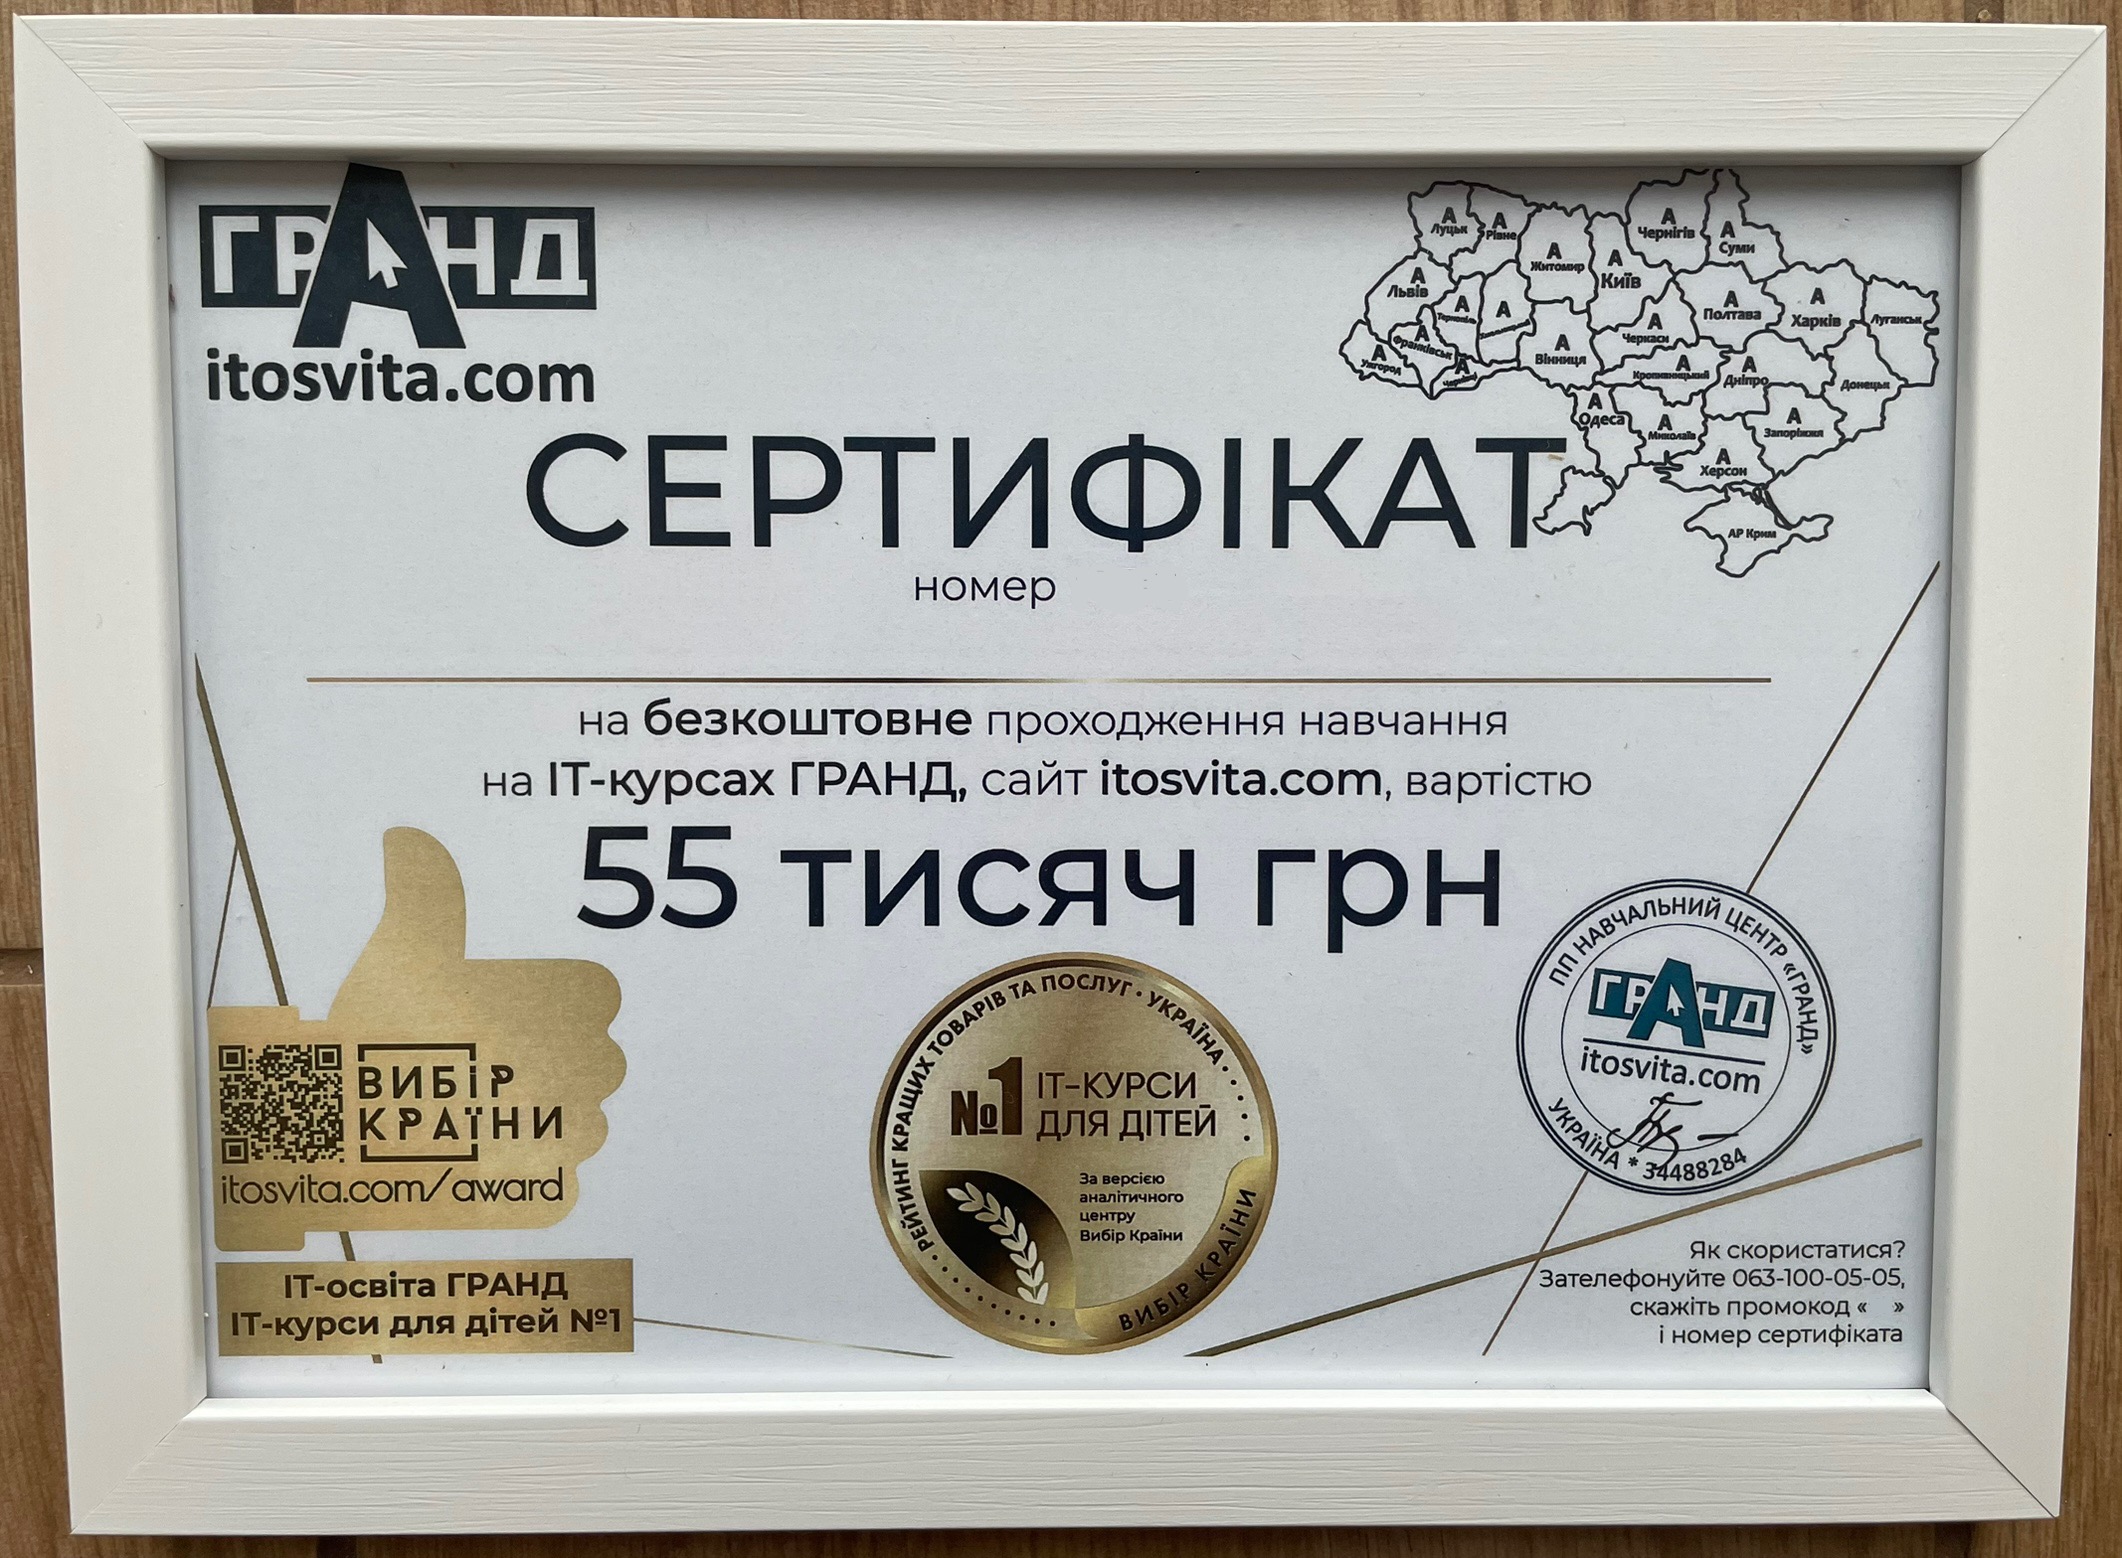 ГРАНД
itosvita.com
А Луцьк
А Рівне
А Житомир
А Київ
А Чернігів
А Суми
А Львів
А
А
А Франківськ
А Ужгород
А
А Вінниця
А Черкаси
А Полтава
А Харків
Луганськ
А Кропивницький
А Дніпро
Донецьк
А Одеса
А Миколаїв
А Запоріжжя
А Херсон
АР Крим
СЕРТИФІКАТ
номер
на безкоштовне проходження навчання
на ІТ-курсах ГРАНД, сайт itosvita.com, вартістю
55 тисяч грн
ВИБІР
КРАЇНИ
itosvita.com/award
ІТ-освіта ГРАНД
ІТ-курси для дітей №1
РЕЙТИНГ КРАЩИХ ТОВАРІВ ТА ПОСЛУГ · УКРАЇНА
№1 ІТ-КУРСИ
ДЛЯ ДІТЕЙ
За версією
аналітичного
центру
Вибір Країни
ВИБІР КРАЇНИ
ПП НАВЧАЛЬНИЙ ЦЕНТР «ГРАНД»
ГРАНД
itosvita.com
УКРАЇНА * 34488284
Як скористатися?
Зателефонуйте 063-100-05-05,
скажіть промокод « »
і номер сертифіката